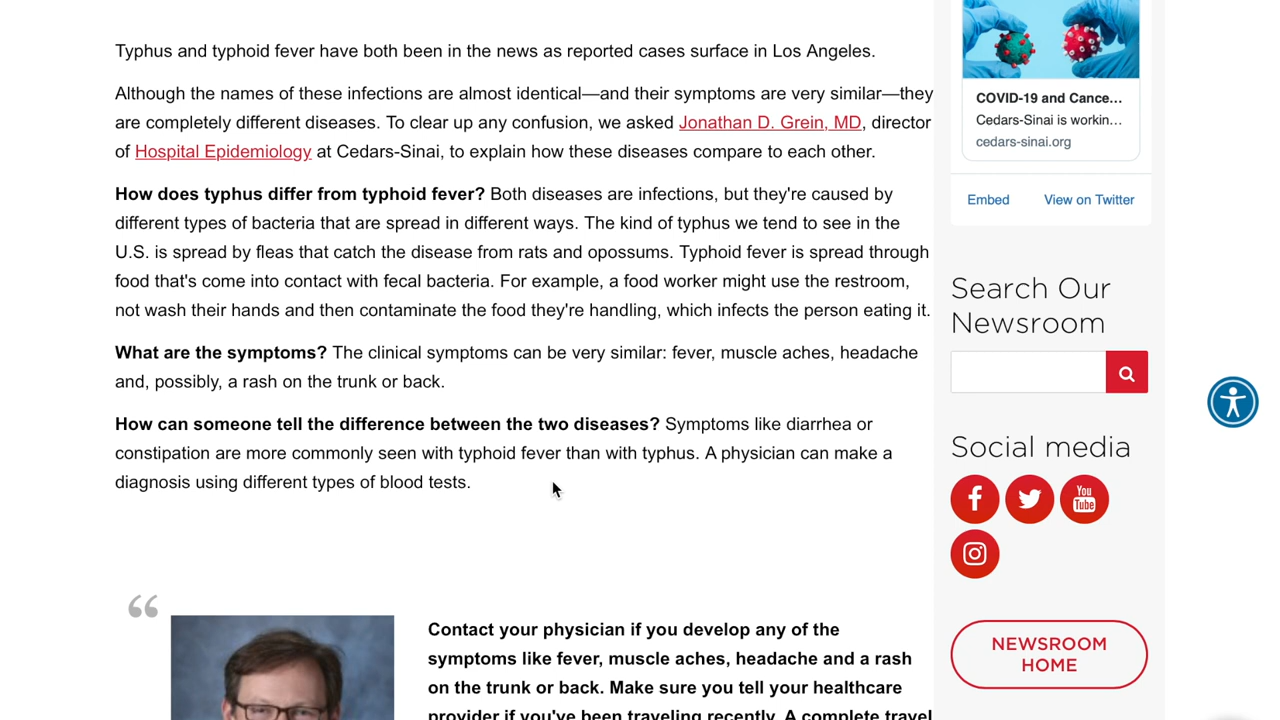 Typhus and typhoid fever have both been in the news as reported cases surface in Los Angeles.
Although the names of these infections are almost identical—and their symptoms are very similar—they
are completely different diseases. To clear up any confusion, we asked Jonathan D. Grein, MD, director
of Hospital Epidemiology at Cedars-Sinai, to explain how these diseases compare to each other.
How does typhus differ from typhoid fever? Both diseases are infections, but they're caused by
different types of bacteria that are spread in different ways. The kind of typhus we tend to see in the
U.S. is spread by fleas that catch the disease from rats and opossums. Typhoid fever is spread through
food that's come into contact with fecal bacteria. For example, a food worker might use the restroom,
not wash their hands and then contaminate the food they're handling, which infects the person eating it.
What are the symptoms? The clinical symptoms can be very similar: fever, muscle aches, headache
and, possibly, a rash on the trunk or back.
How can someone tell the difference between the two diseases? Symptoms like diarrhea or
constipation are more commonly seen with typhoid fever than with typhus. A physician can make a
diagnosis using different types of blood tests.
“
Contact your physician if you develop any of the
symptoms like fever, muscle aches, headache and a rash
on the trunk or back. Make sure you tell your healthcare
provider if you've been traveling recently. A complete travel
COVID-19 and Cance...
Cedars-Sinai is workin...
cedars-sinai.org
Embed View on Twitter
Search Our
Newsroom
Social media
You
Tube
NEWSROOM
HOME